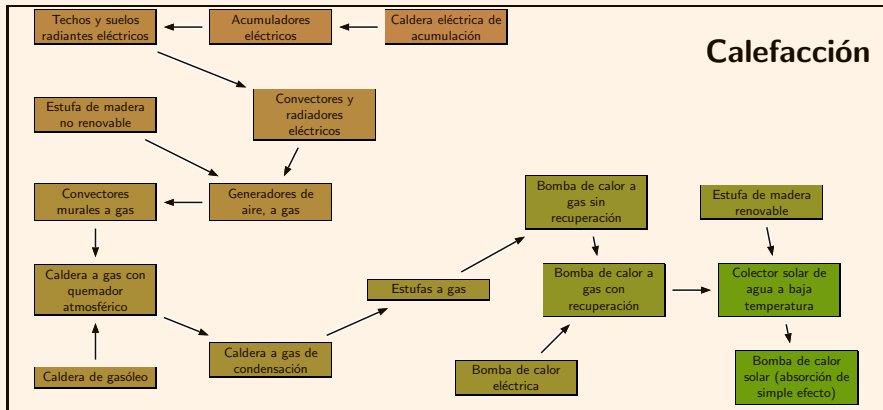 Techos y suelos
radiantes eléctricos
Acumuladores
eléctricos
Caldera eléctrica de
acumulación
Calefacción
Estufa de madera
no renovable
Convectores y
radiadores
eléctricos
Convectores
murales a gas
Generadores de
aire, a gas
Bomba de calor a
gas sin
recuperación
Estufa de madera
renovable
Caldera a gas con
quemador
atmosférico
Estufas a gas
Bomba de calor a
gas con
recuperación
Colector solar de
agua a baja
temperatura
Caldera de gasóleo
Caldera a gas de
condensación
Bomba de calor
eléctrica
Bomba de calor
solar (absorción de
simple efecto)